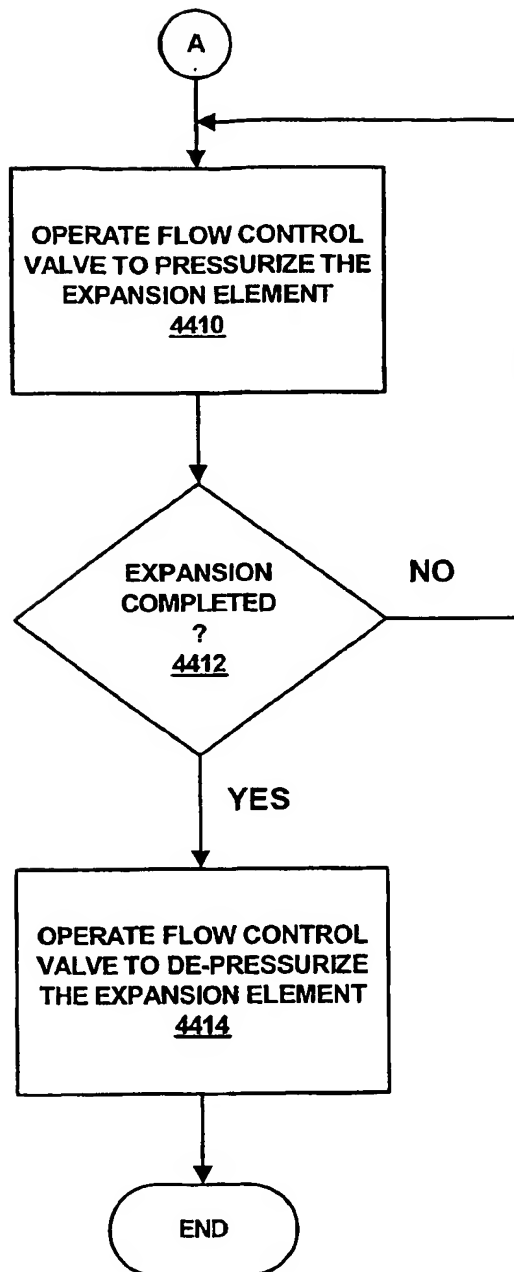 A
OPERATE FLOW CONTROL
VALVE TO PRESSURIZE THE
EXPANSION ELEMENT
4410
EXPANSION
COMPLETED
?
4412
NO
YES
OPERATE FLOW CONTROL
VALVE TO DE-PRESSURIZE
THE EXPANSION ELEMENT
4414
END